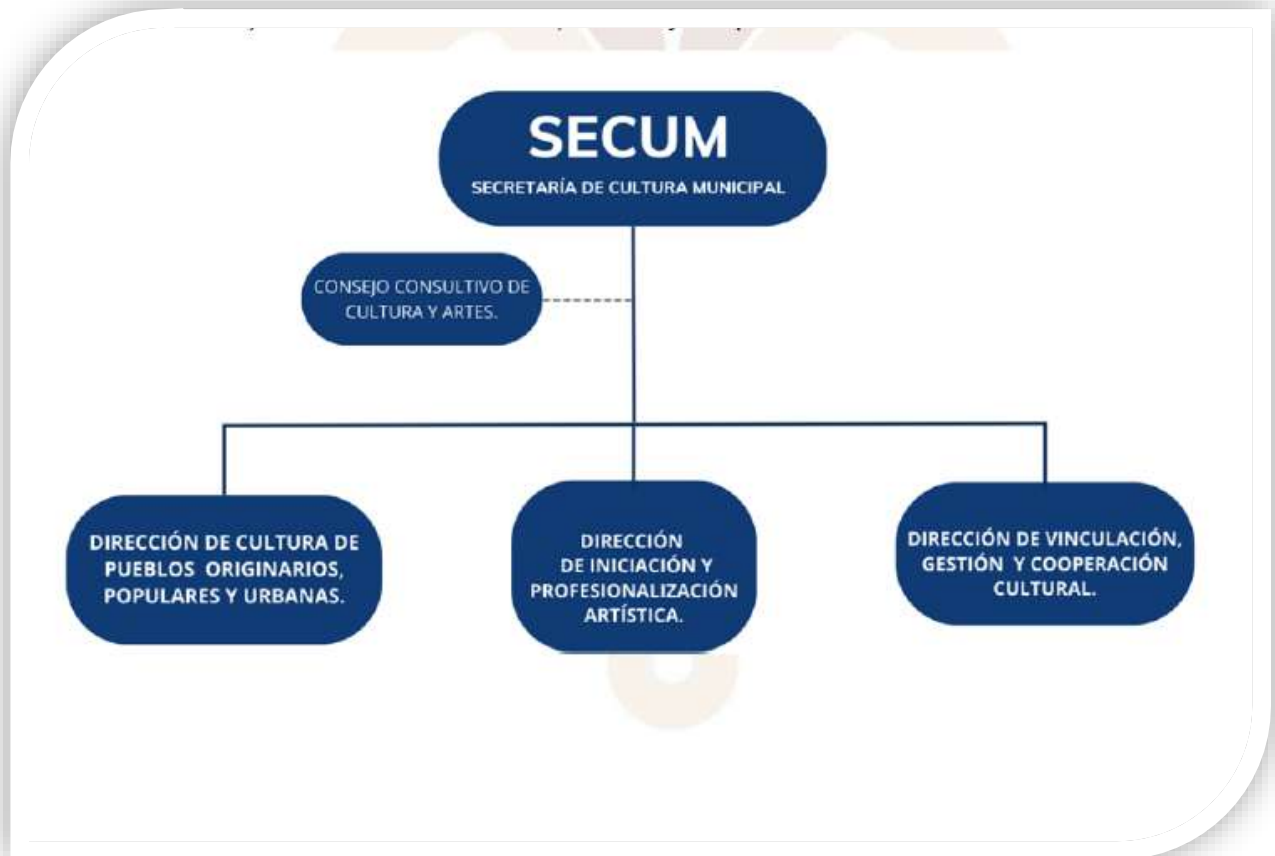 SECUM
SECRETARÍA DE CULTURA MUNICIPAL
CONSEJO CONSULTIVO DE
CULTURA Y ARTES.
DIRECCIÓN DE CULTURA DE
PUEBLOS ORIGINARIOS,
POPULARES Y URBANAS.
DIRECCIÓN
DE INICIACIÓN Y
PROFESIONALIZACIÓN
ARTÍSTICA.
DIRECCIÓN DE VINCULACIÓN,
GESTIÓN Y COOPERACIÓN
CULTURAL.